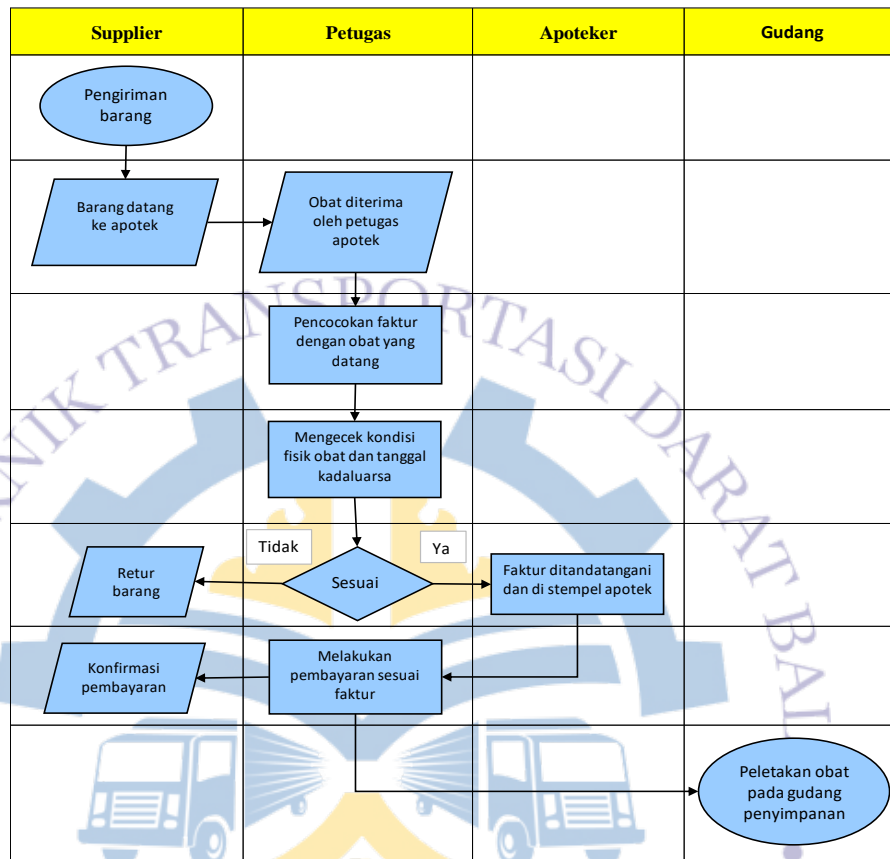 Supplier
Petugas
Apoteker
Gudang
Pengiriman
barang
Barang datang
ke apotek
Obat diterima
oleh petugas
apotek
Pencocokan faktur
dengan obat yang
datang
Mengecek kondisi
fisik obat dan tanggal
kadaluarsa
Tidak
Ya
Retur
barang
Sesuai
Faktur ditandatangani
dan di stempel apotek
Konfirmasi
pembayaran
Melakukan
pembayaran sesuai
faktur
Peletakan obat
pada gudang
penyimpanan
TRANSPORTASI DARAT